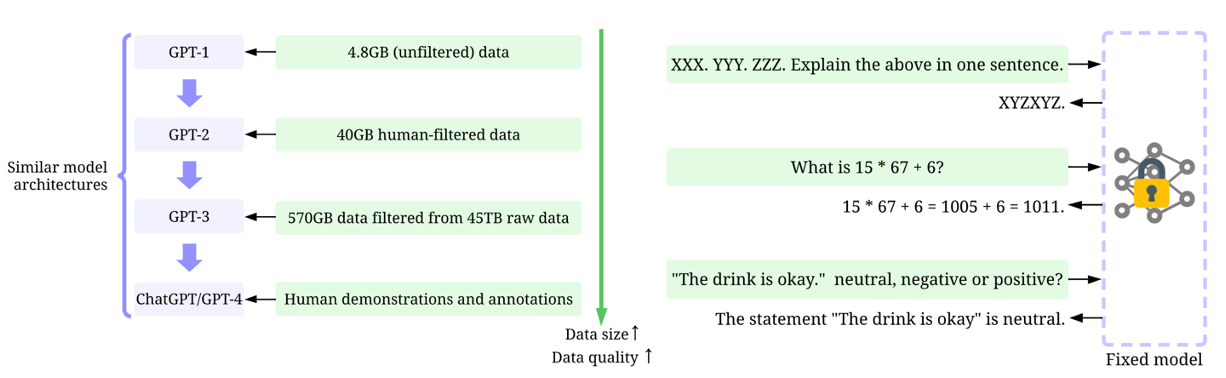 GPT-1
4.8GB (unfiltered) data
GPT-2
40GB human-filtered data
Similar model
architectures
GPT-3
570GB data filtered from 45TB raw data
ChatGPT/GPT-4
Human demonstrations and annotations
Data size↑
Data quality ↑
XXX. YYY. ZZZ. Explain the above in one sentence.
XYZXYZ.
What is 15 * 67 + 6?
15 * 67 + 6 = 1005 + 6 = 1011.
"The drink is okay."  neutral, negative or positive?
The statement "The drink is okay" is neutral.
Fixed model